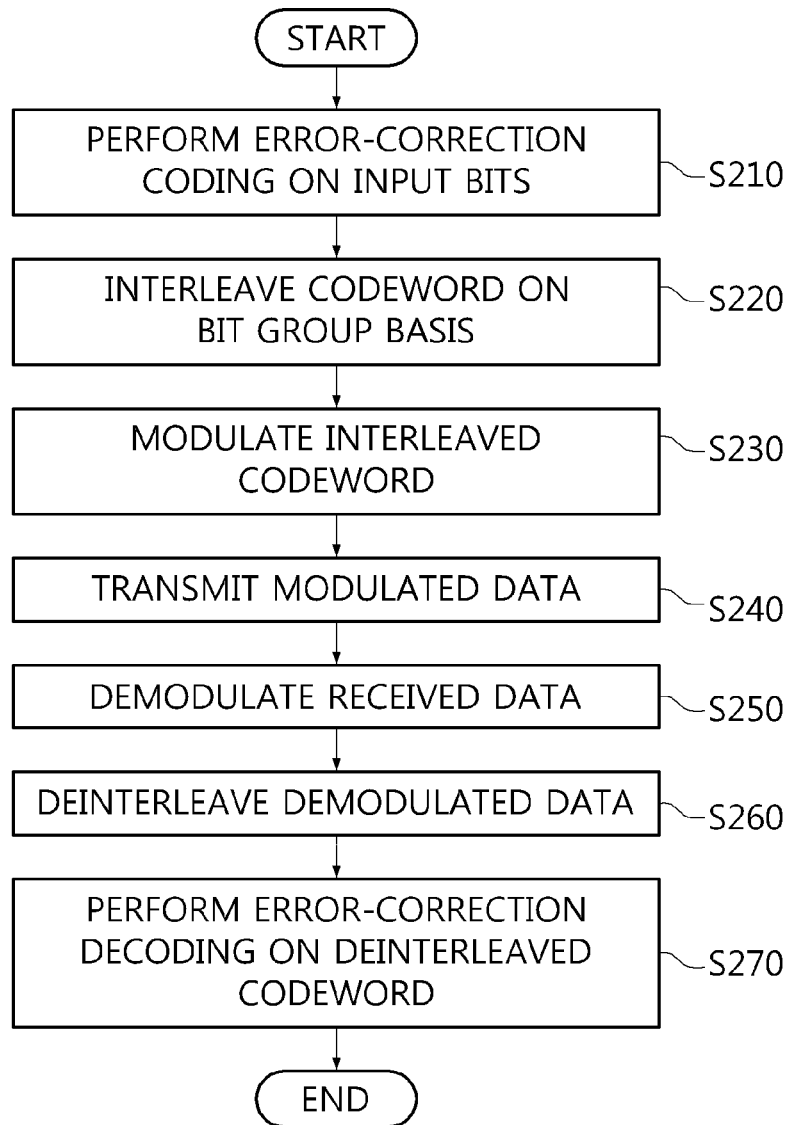 START
PERFORM ERROR-CORRECTION
CODING ON INPUT BITS
S210
INTERLEAVE CODEWORD ON
BIT GROUP BASIS
S220
MODULATE INTERLEAVED
CODEWORD
S230
TRANSMIT MODULATED DATA
S240
DEMODULATE RECEIVED DATA
S250
DEINTERLEAVE DEMODULATED DATA
S260
PERFORM ERROR-CORRECTION
DECODING ON DEINTERLEAVED
CODEWORD
S270
END